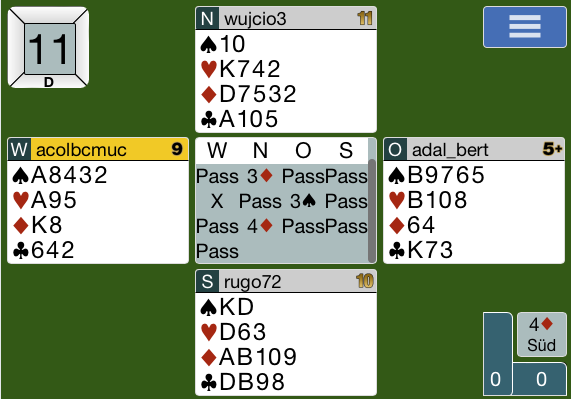 11
D
N wujcio3 11
♠10
♥K742
♦D7532
♣A105
W acolbcmuc 9
♠A8432
♥A95
♦K8
♣642
W N O S
Pass 3♦ Pass Pass
X Pass 3♠ Pass
Pass 4♦ Pass Pass
Pass
O adal_bert 5+
♠B9765
♥B108
♦64
♣K73
S rugo72 10
♠KD
♥D63
♦AB109
♣DB98
4♦
Süd
0 0